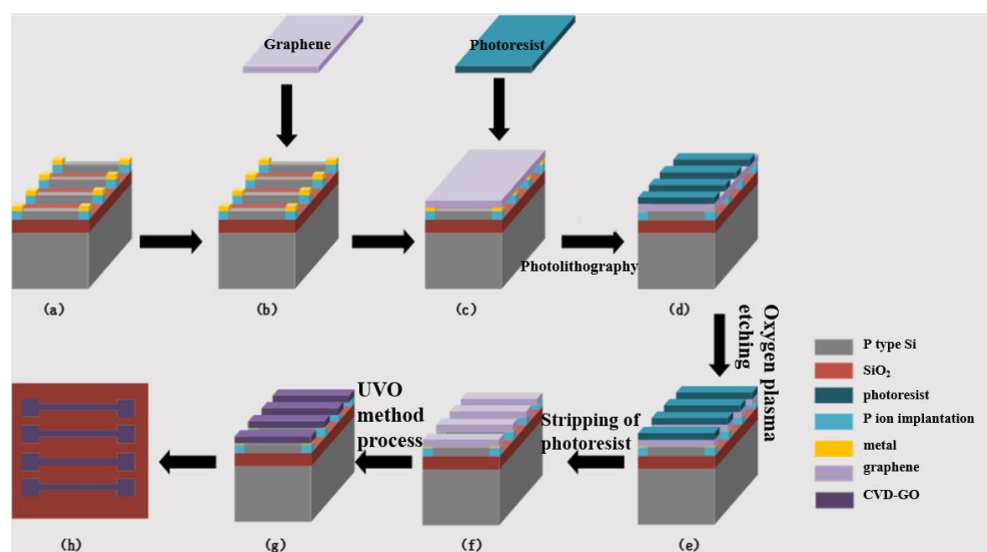 Graphene
Photoresist
(a)
(b)
(c)
Photolithography
(d)
Oxygen plasma
etching
P type Si
SiO₂
photoresist
P ion implantation
metal
graphene
CVD-GO
UVO
method
process
Stripping of
photoresist
(h)
(g)
(f)
(e)